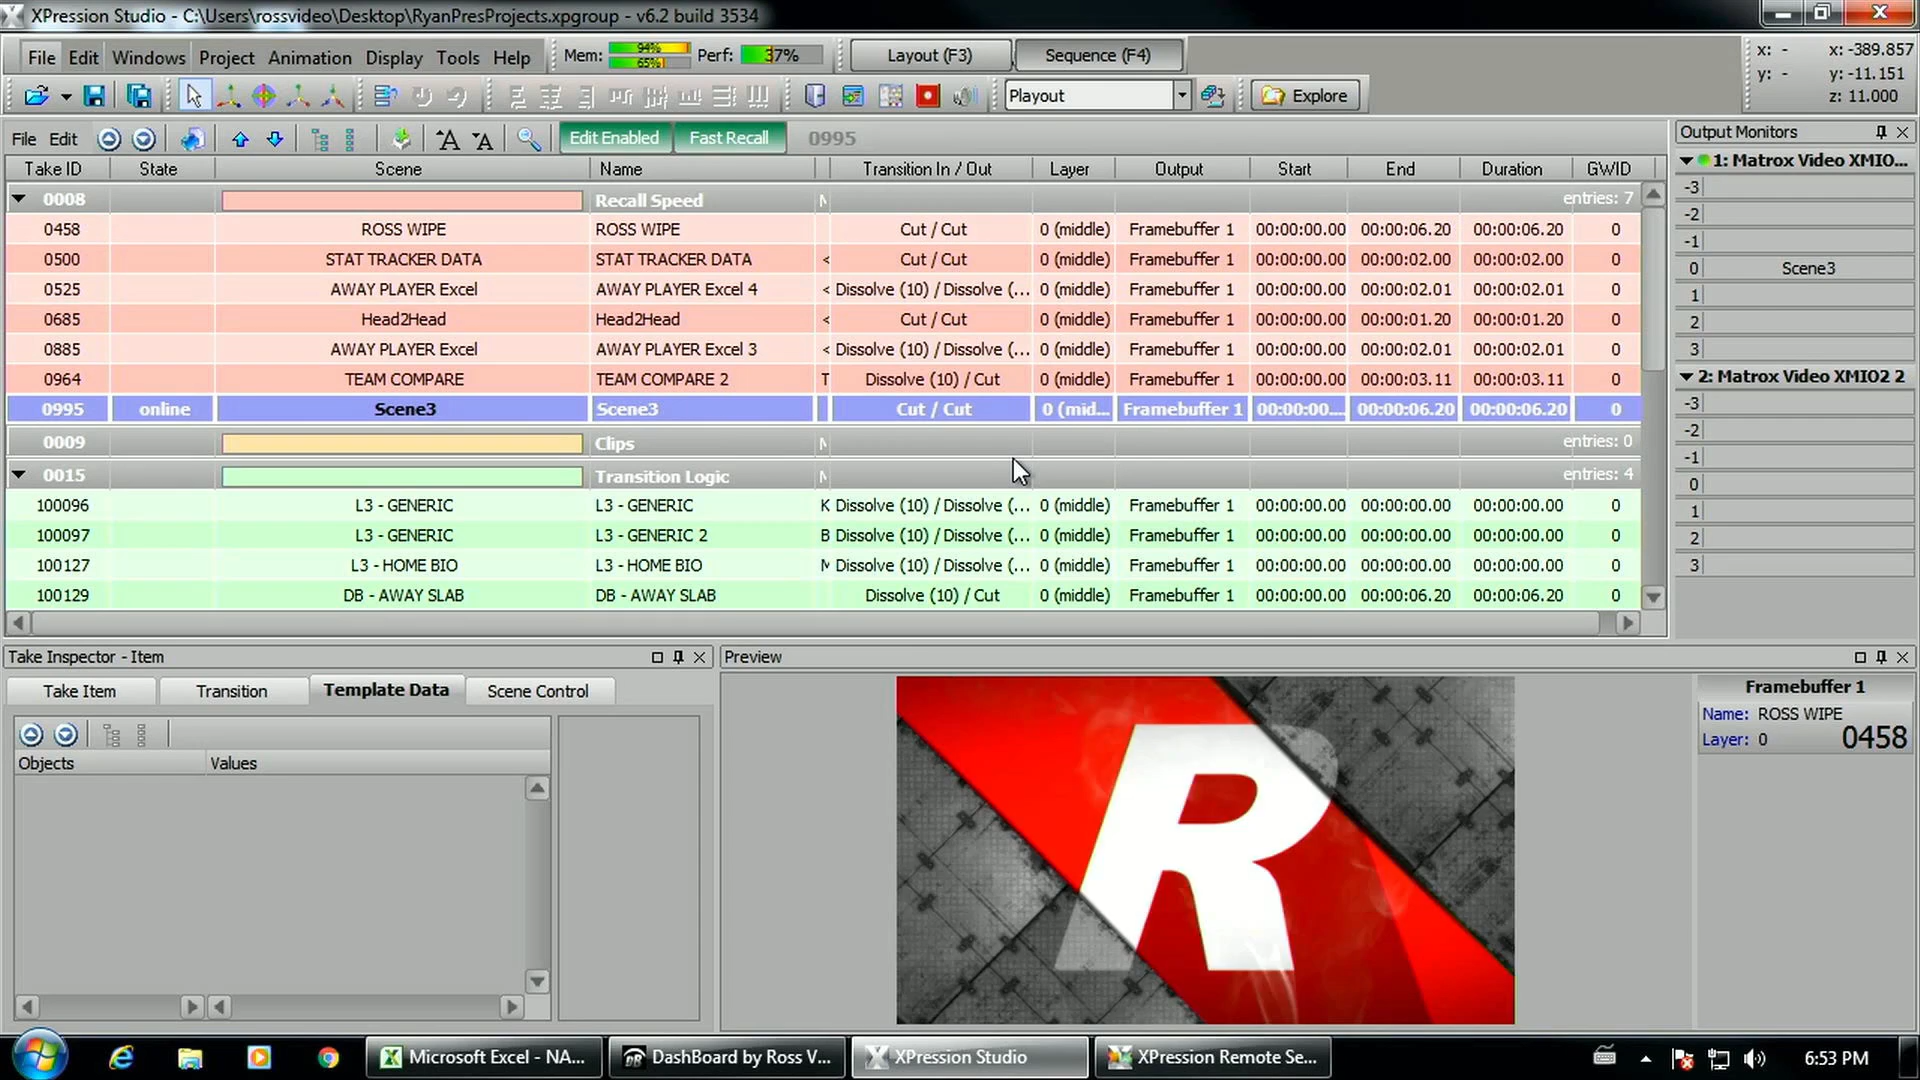 XPression Studio - C:\Users\rossvideo\Desktop\RyanPresProjects.xpgroup - v6.2 build 3534
File Edit Windows Project Animation Display Tools Help Mem: 94% 65% Perf: 37% Layout (F3) Sequence (F4)
x: - x: -389.857
y: - y: -11.151
z: 11.000
Playout Explore
File Edit A A Edit Enabled Fast Recall 0995
Take ID State Scene Name Transition In / Out Layer Output Start End Duration GWID
0008 Recall Speed entries: 7
0458 ROSS WIPE ROSS WIPE Cut / Cut 0 (middle) Framebuffer 1 00:00:00.00 00:00:06.20 00:00:06.20 0
0500 STAT TRACKER DATA STAT TRACKER DATA < Cut / Cut 0 (middle) Framebuffer 1 00:00:00.00 00:00:02.00 00:00:02.00 0
0525 AWAY PLAYER Excel AWAY PLAYER Excel 4 < Dissolve (10) / Dissolve (... 0 (middle) Framebuffer 1 00:00:00.00 00:00:02.01 00:00:02.01 0
0685 Head2Head Head2Head < Cut / Cut 0 (middle) Framebuffer 1 00:00:00.00 00:00:01.20 00:00:01.20 0
0885 AWAY PLAYER Excel AWAY PLAYER Excel 3 < Dissolve (10) / Dissolve (... 0 (middle) Framebuffer 1 00:00:00.00 00:00:02.01 00:00:02.01 0
0964 TEAM COMPARE TEAM COMPARE 2 T Dissolve (10) / Cut 0 (middle) Framebuffer 1 00:00:00.00 00:00:03.11 00:00:03.11 0
0995 online Scene3 Scene3 Cut / Cut 0 (mid... Framebuffer 1 00:00:00.... 00:00:06.20 00:00:06.20 0
0009 Clips entries: 0
0015 Transition Logic entries: 4
100096 L3 - GENERIC L3 - GENERIC K Dissolve (10) / Dissolve (... 0 (middle) Framebuffer 1 00:00:00.00 00:00:00.00 00:00:00.00 0
100097 L3 - GENERIC L3 - GENERIC 2 B Dissolve (10) / Dissolve (... 0 (middle) Framebuffer 1 00:00:00.00 00:00:00.00 00:00:00.00 0
100127 L3 - HOME BIO L3 - HOME BIO Dissolve (10) / Dissolve (... 0 (middle) Framebuffer 1 00:00:00.00 00:00:00.00 00:00:00.00 0
100129 DB - AWAY SLAB DB - AWAY SLAB Dissolve (10) / Cut 0 (middle) Framebuffer 1 00:00:00.00 00:00:06.20 00:00:06.20 0
Output Monitors
1: Matrox Video XMIO...
-3
-2
-1
0 Scene3
1
2
3
2: Matrox Video XMIO2 2
-3
-2
-1
0
1
2
3
Take Inspector - Item
Take Item Transition Template Data Scene Control
Objects Values
Preview
R
Framebuffer 1
Name: ROSS WIPE
Layer: 0 0458
Microsoft Excel - NA... DashBoard by Ross V... XPression Studio XPression Remote Se... 6:53 PM